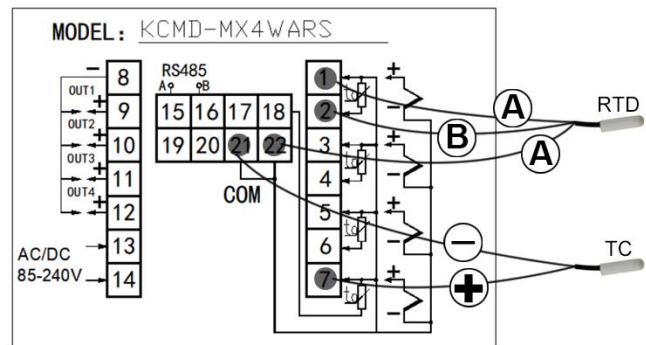 MODEL: KCMD-MX4WARS
RS485
A B
OUT1
OUT2
OUT3
OUT4
− 8
+ 9
+ 10
+ 11
+ 12
13
14
AC/DC
85-240V
15 16 17 18
19 20 21 22
COM
1
2
3
4
5
6
7
+
−
+
−
+
−
+
−
A
B
A
RTD
−
+
TC